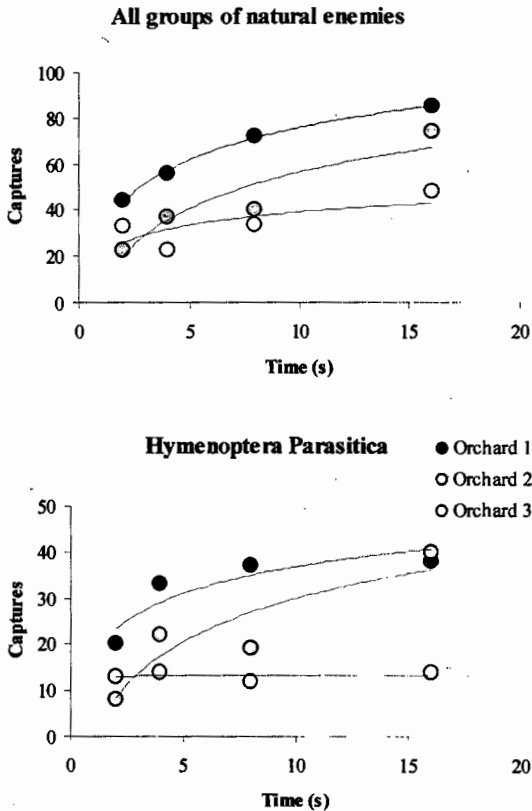 All groups of natural enemies
100
80
60
40
20
0
Captures
0 5 10 15 20
Time (s)
Hymenoptera Parasitica
Orchard 1
Orchard 2
Orchard 3
50
40
30
20
10
0
Captures
0 5 10 15 20
Time (s)